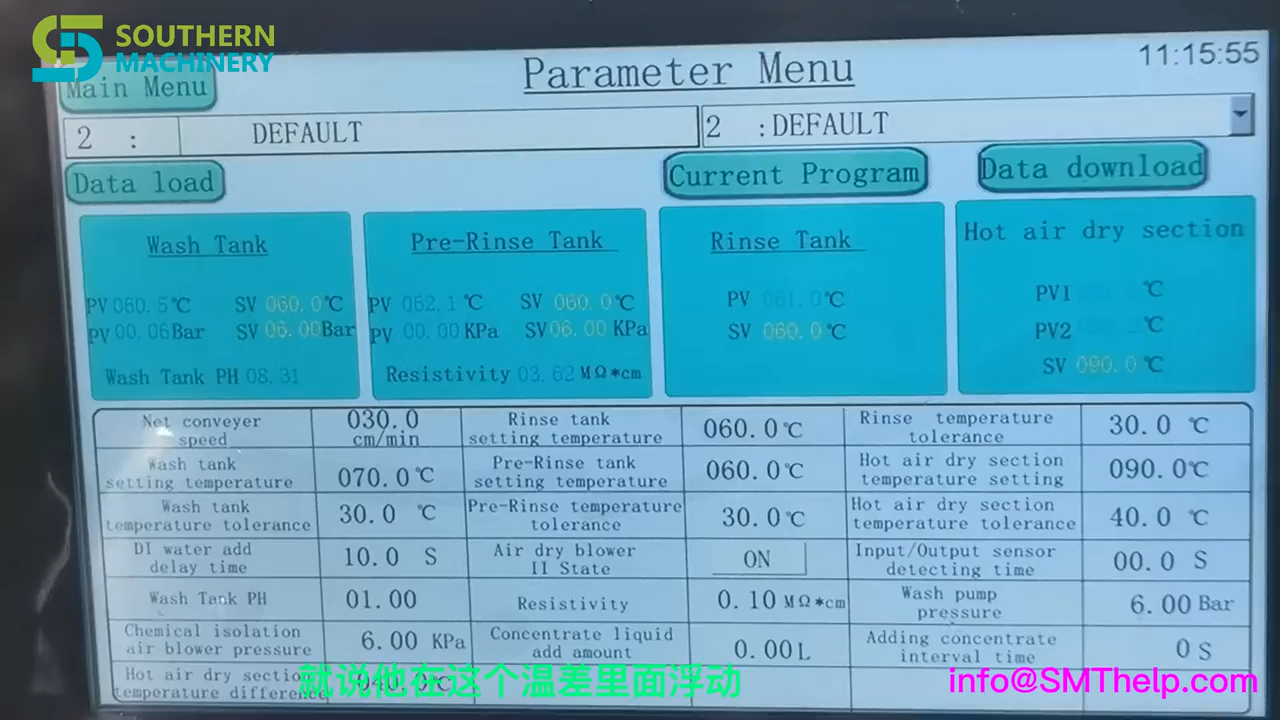 SOUTHERN
MACHINERY
Main Menu
Parameter Menu
11:15:55
2 : DEFAULT
2 :DEFAULT
Data load
Current Program
Data download
Wash Tank
PV 060.5℃ SV 060.0℃
PV 00.06Bar SV 06.00Bar
Wash Tank PH 08.31
Pre-Rinse Tank
PV 062.1℃ SV 060.0℃
PV 00.00 KPa SV 06.00 KPa
Resistivity 03.62 MΩ*cm
Rinse Tank
PV 061.0℃
SV 060.0℃
Hot air dry section
PV1 ℃
PV2 ℃
SV 090.0 ℃
Net conveyer
speed
030.0
cm/min
Rinse tank
setting temperature
060.0℃
Rinse temperature
tolerance
30.0 ℃
Wash tank
setting temperature
070.0℃
Pre-Rinse tank
setting temperature
060.0℃
Hot air dry section
temperature setting
090.0℃
Wash tank
temperature tolerance
30.0 ℃
Pre-Rinse temperature
tolerance
30.0℃
Hot air dry section
temperature tolerance
40.0 ℃
DI water add
delay time
10.0 S
Air dry blower
II State
ON
Input/Output sensor
detecting time
00.0 S
Wash Tank PH
01.00
Resistivity
0.10 MΩ*cm
Wash pump
pressure
6.00 Bar
Chemical isolation
air blower pressure
6.00 KPa
Concentrate liquid
add amount
0.00L
Adding concentrate
interval time
0 S
Hot air dry section
temperature difference
040.0℃
就说他在这个温差里面浮动
info@SMThelp.com